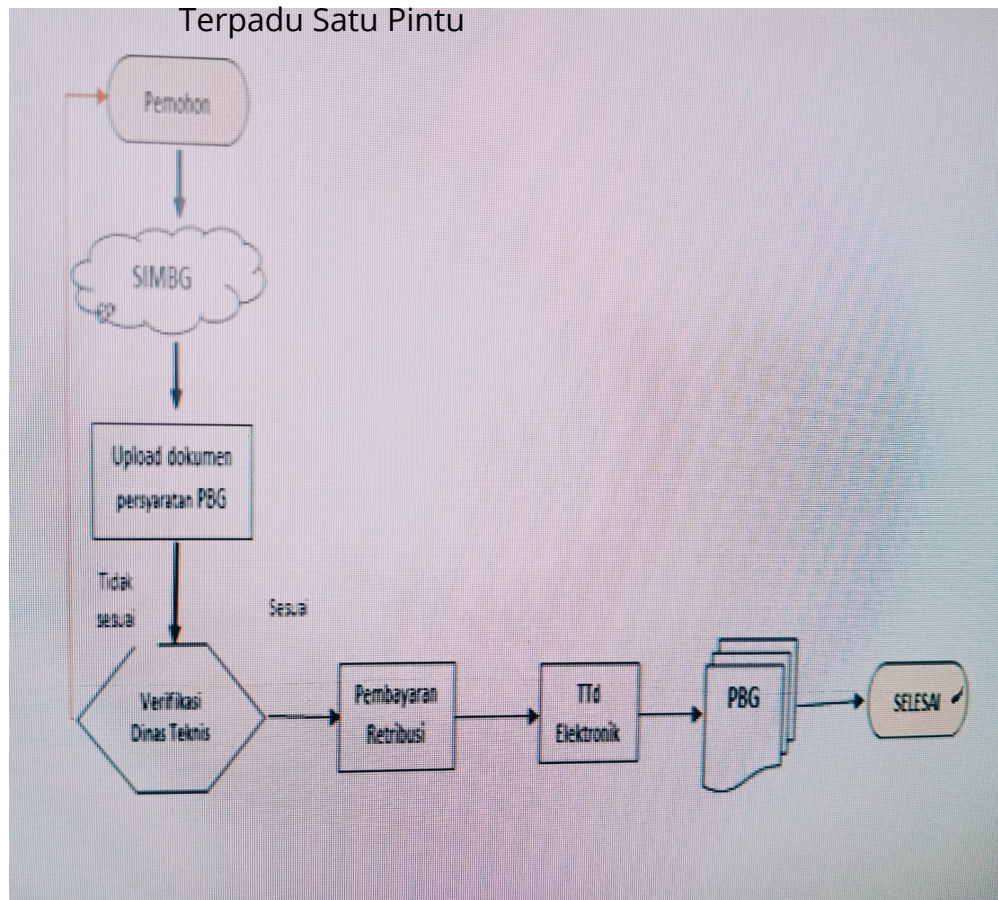 Terpadu Satu Pintu
Pemohon
SIMBG
Upload dokumen
persyaratan PBG
Tidak
sesuai
Sesuai
Verifikasi
Dinas Teknis
Pembayaran
Retribusi
TTd
Elektronik
PBG
SELESAI